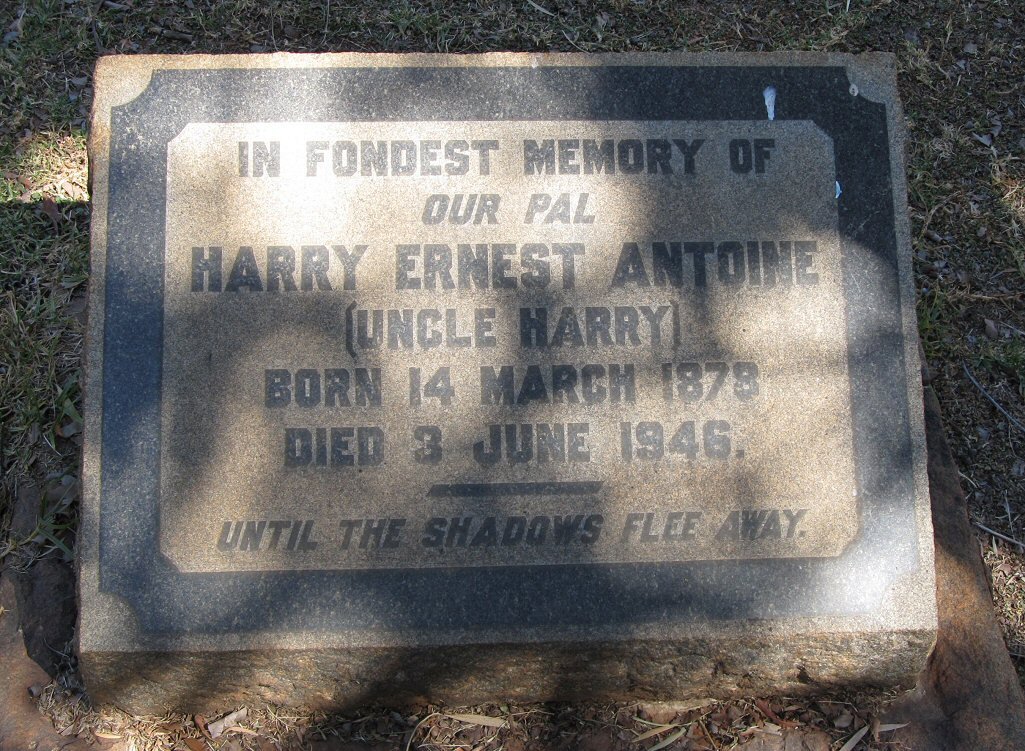 IN FONDEST MEMORY OF
OUR PAL
HARRY ERNEST ANTOINE
(UNCLE HARRY)
BORN 14 MARCH 1879
DIED 3 JUNE 1946.
UNTIL THE SHADOWS FLEE AWAY.